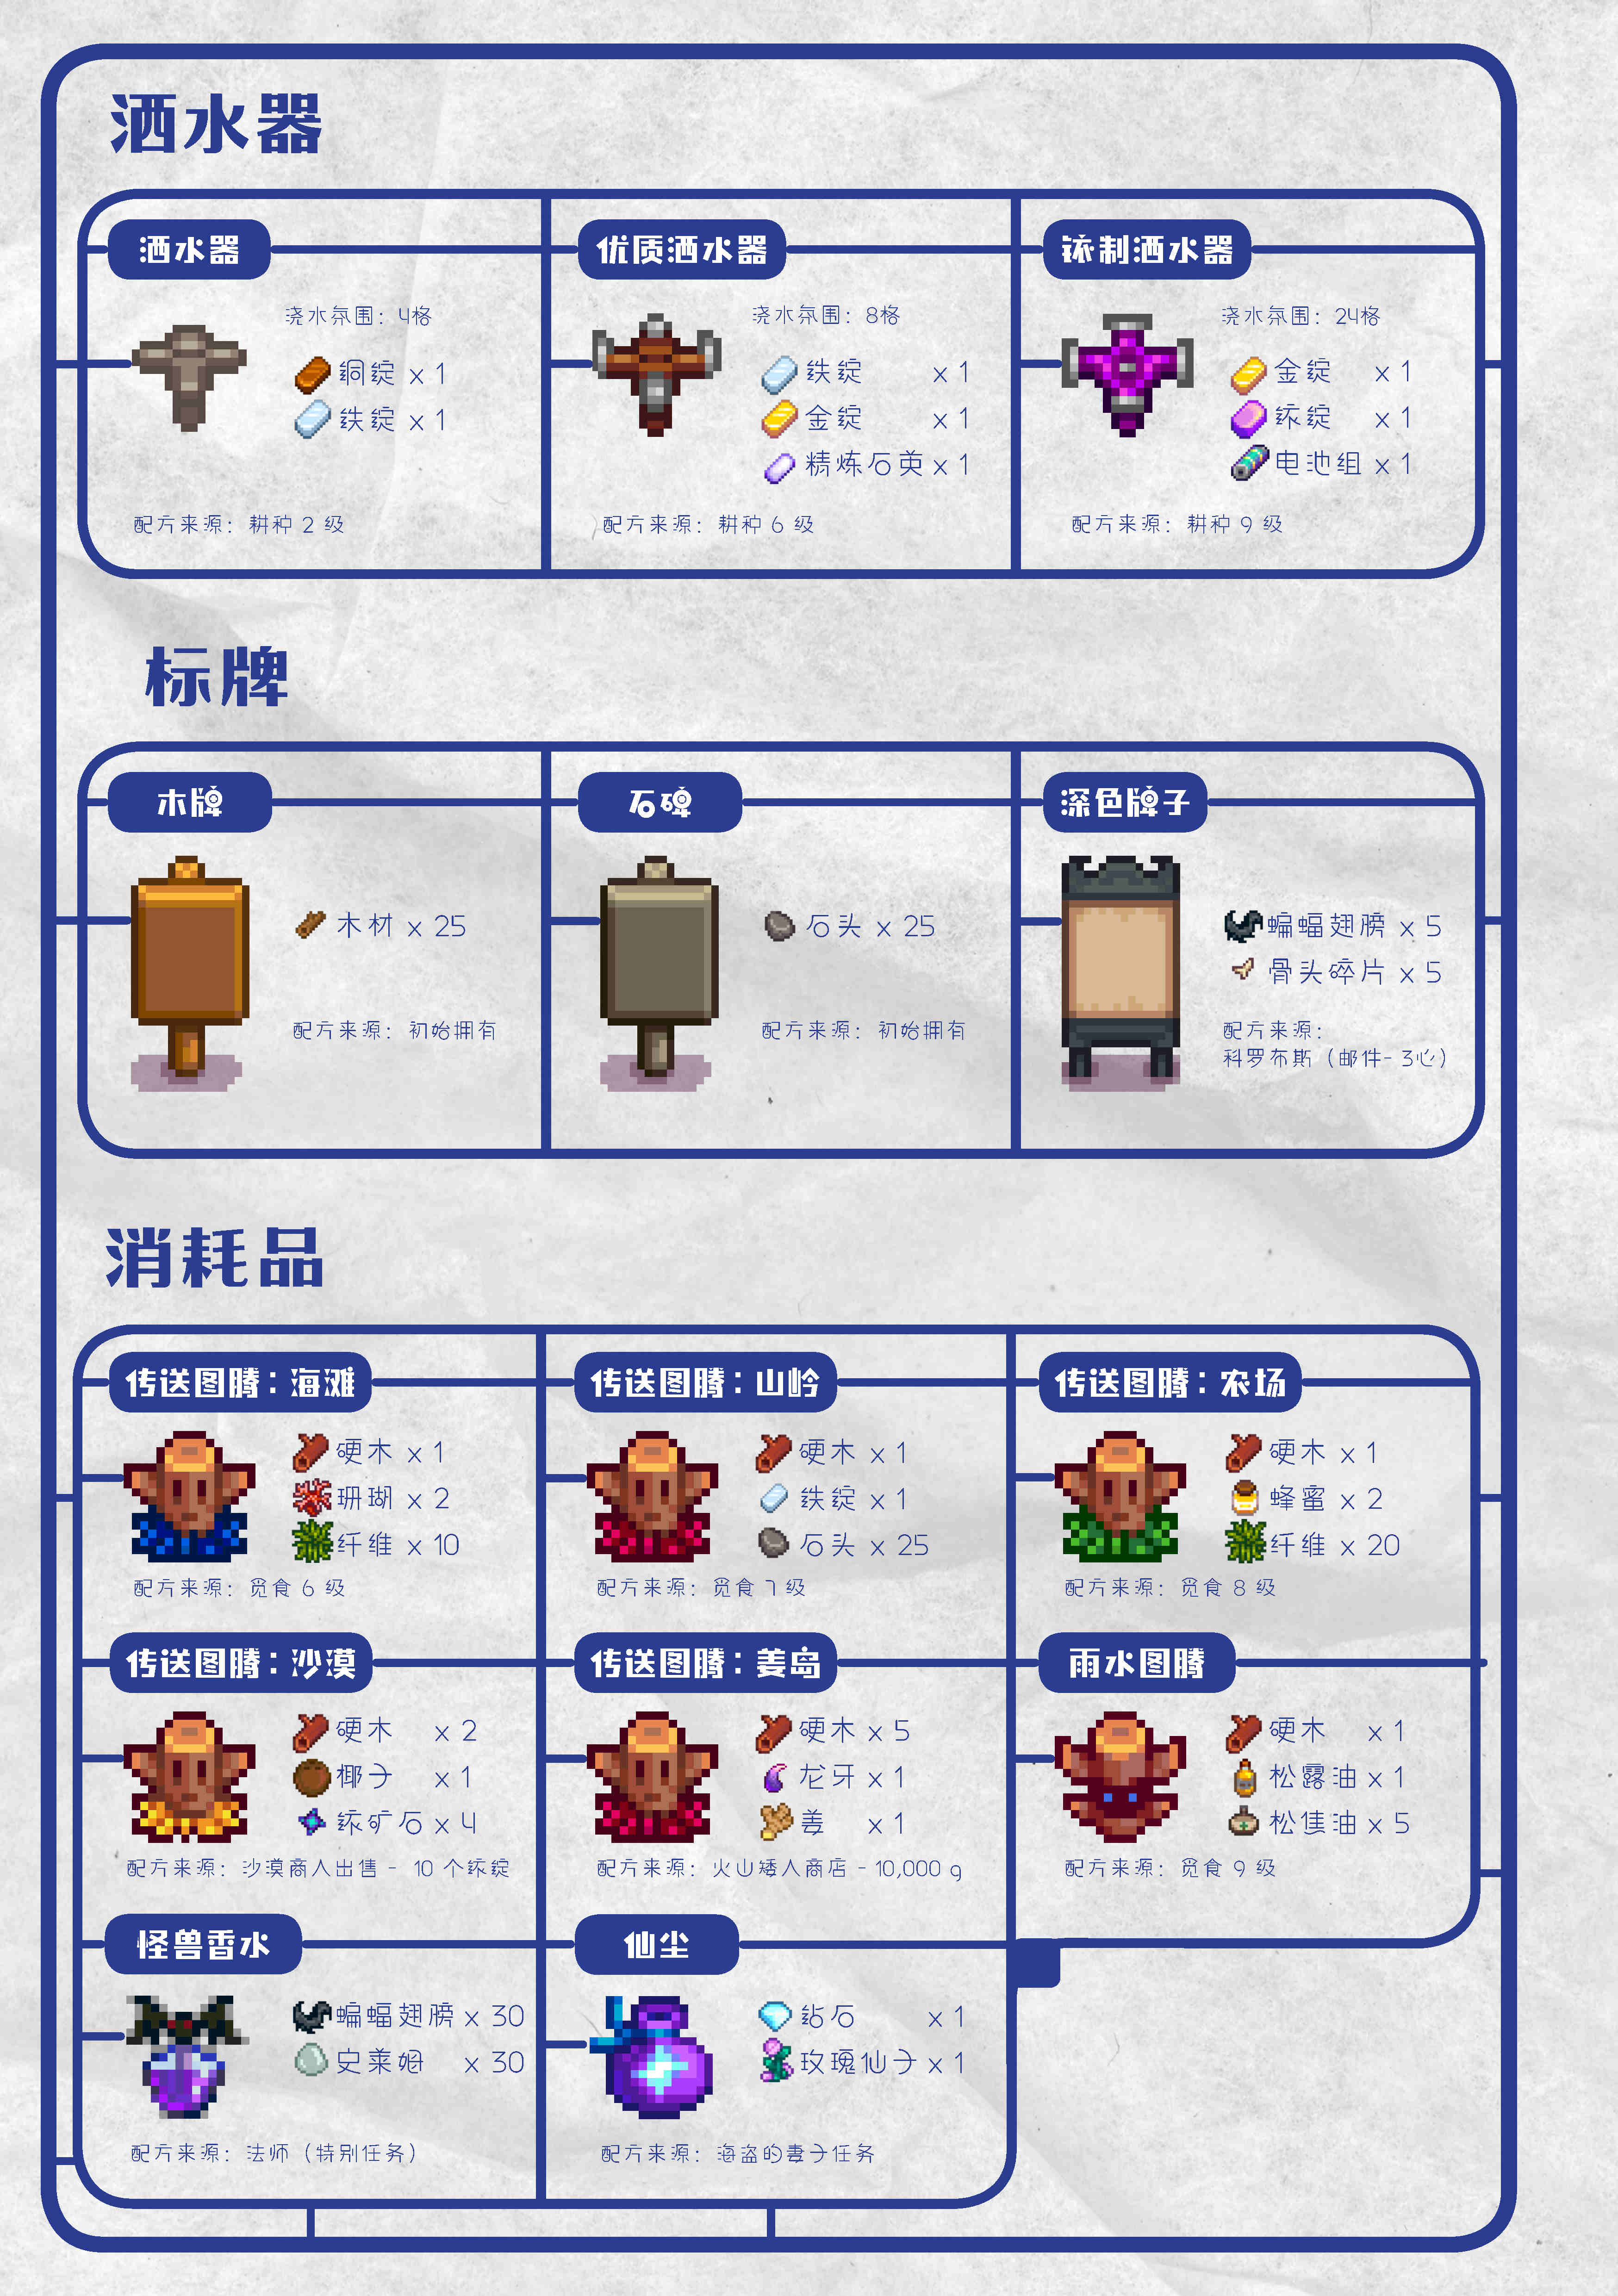 洒水器
洒水器
浇水氛围：4格
铜锭 x 1
铁锭 x 1
配方来源：耕种 2 级
优质洒水器
浇水氛围：8格
铁锭 x 1
金锭 x 1
精炼石英 x 1
配方来源：耕种 6 级
铱制洒水器
浇水氛围：24格
金锭 x 1
铱锭 x 1
电池组 x 1
配方来源：耕种 9 级
标牌
木牌
木材 x 25
配方来源：初始拥有
石碑
石头 x 25
配方来源：初始拥有
深色牌子
蝙蝠翅膀 x 5
骨头碎片 x 5
配方来源：
科罗布斯（邮件- 3心）
消耗品
传送图腾：海滩
硬木 x 1
珊瑚 x 2
纤维 x 10
配方来源：觅食 6 级
传送图腾：山岭
硬木 x 1
铁锭 x 1
石头 x 25
配方来源：觅食 7 级
传送图腾：农场
硬木 x 1
蜂蜜 x 2
纤维 x 20
配方来源：觅食 8 级
传送图腾：沙漠
硬木 x 2
椰子 x 1
铱矿石 x 4
配方来源：沙漠商人出售 - 10 个铱锭
传送图腾：姜岛
硬木 x 5
龙牙 x 1
姜 x 1
配方来源：火山矮人商店 - 10,000 g
雨水图腾
硬木 x 1
松露油 x 1
松焦油 x 5
配方来源：觅食 9 级
怪兽香水
蝙蝠翅膀 x 30
史莱姆 x 30
配方来源：法师（特别任务）
仙尘
钻石 x 1
玫瑰仙子 x 1
配方来源：海盗的妻子任务